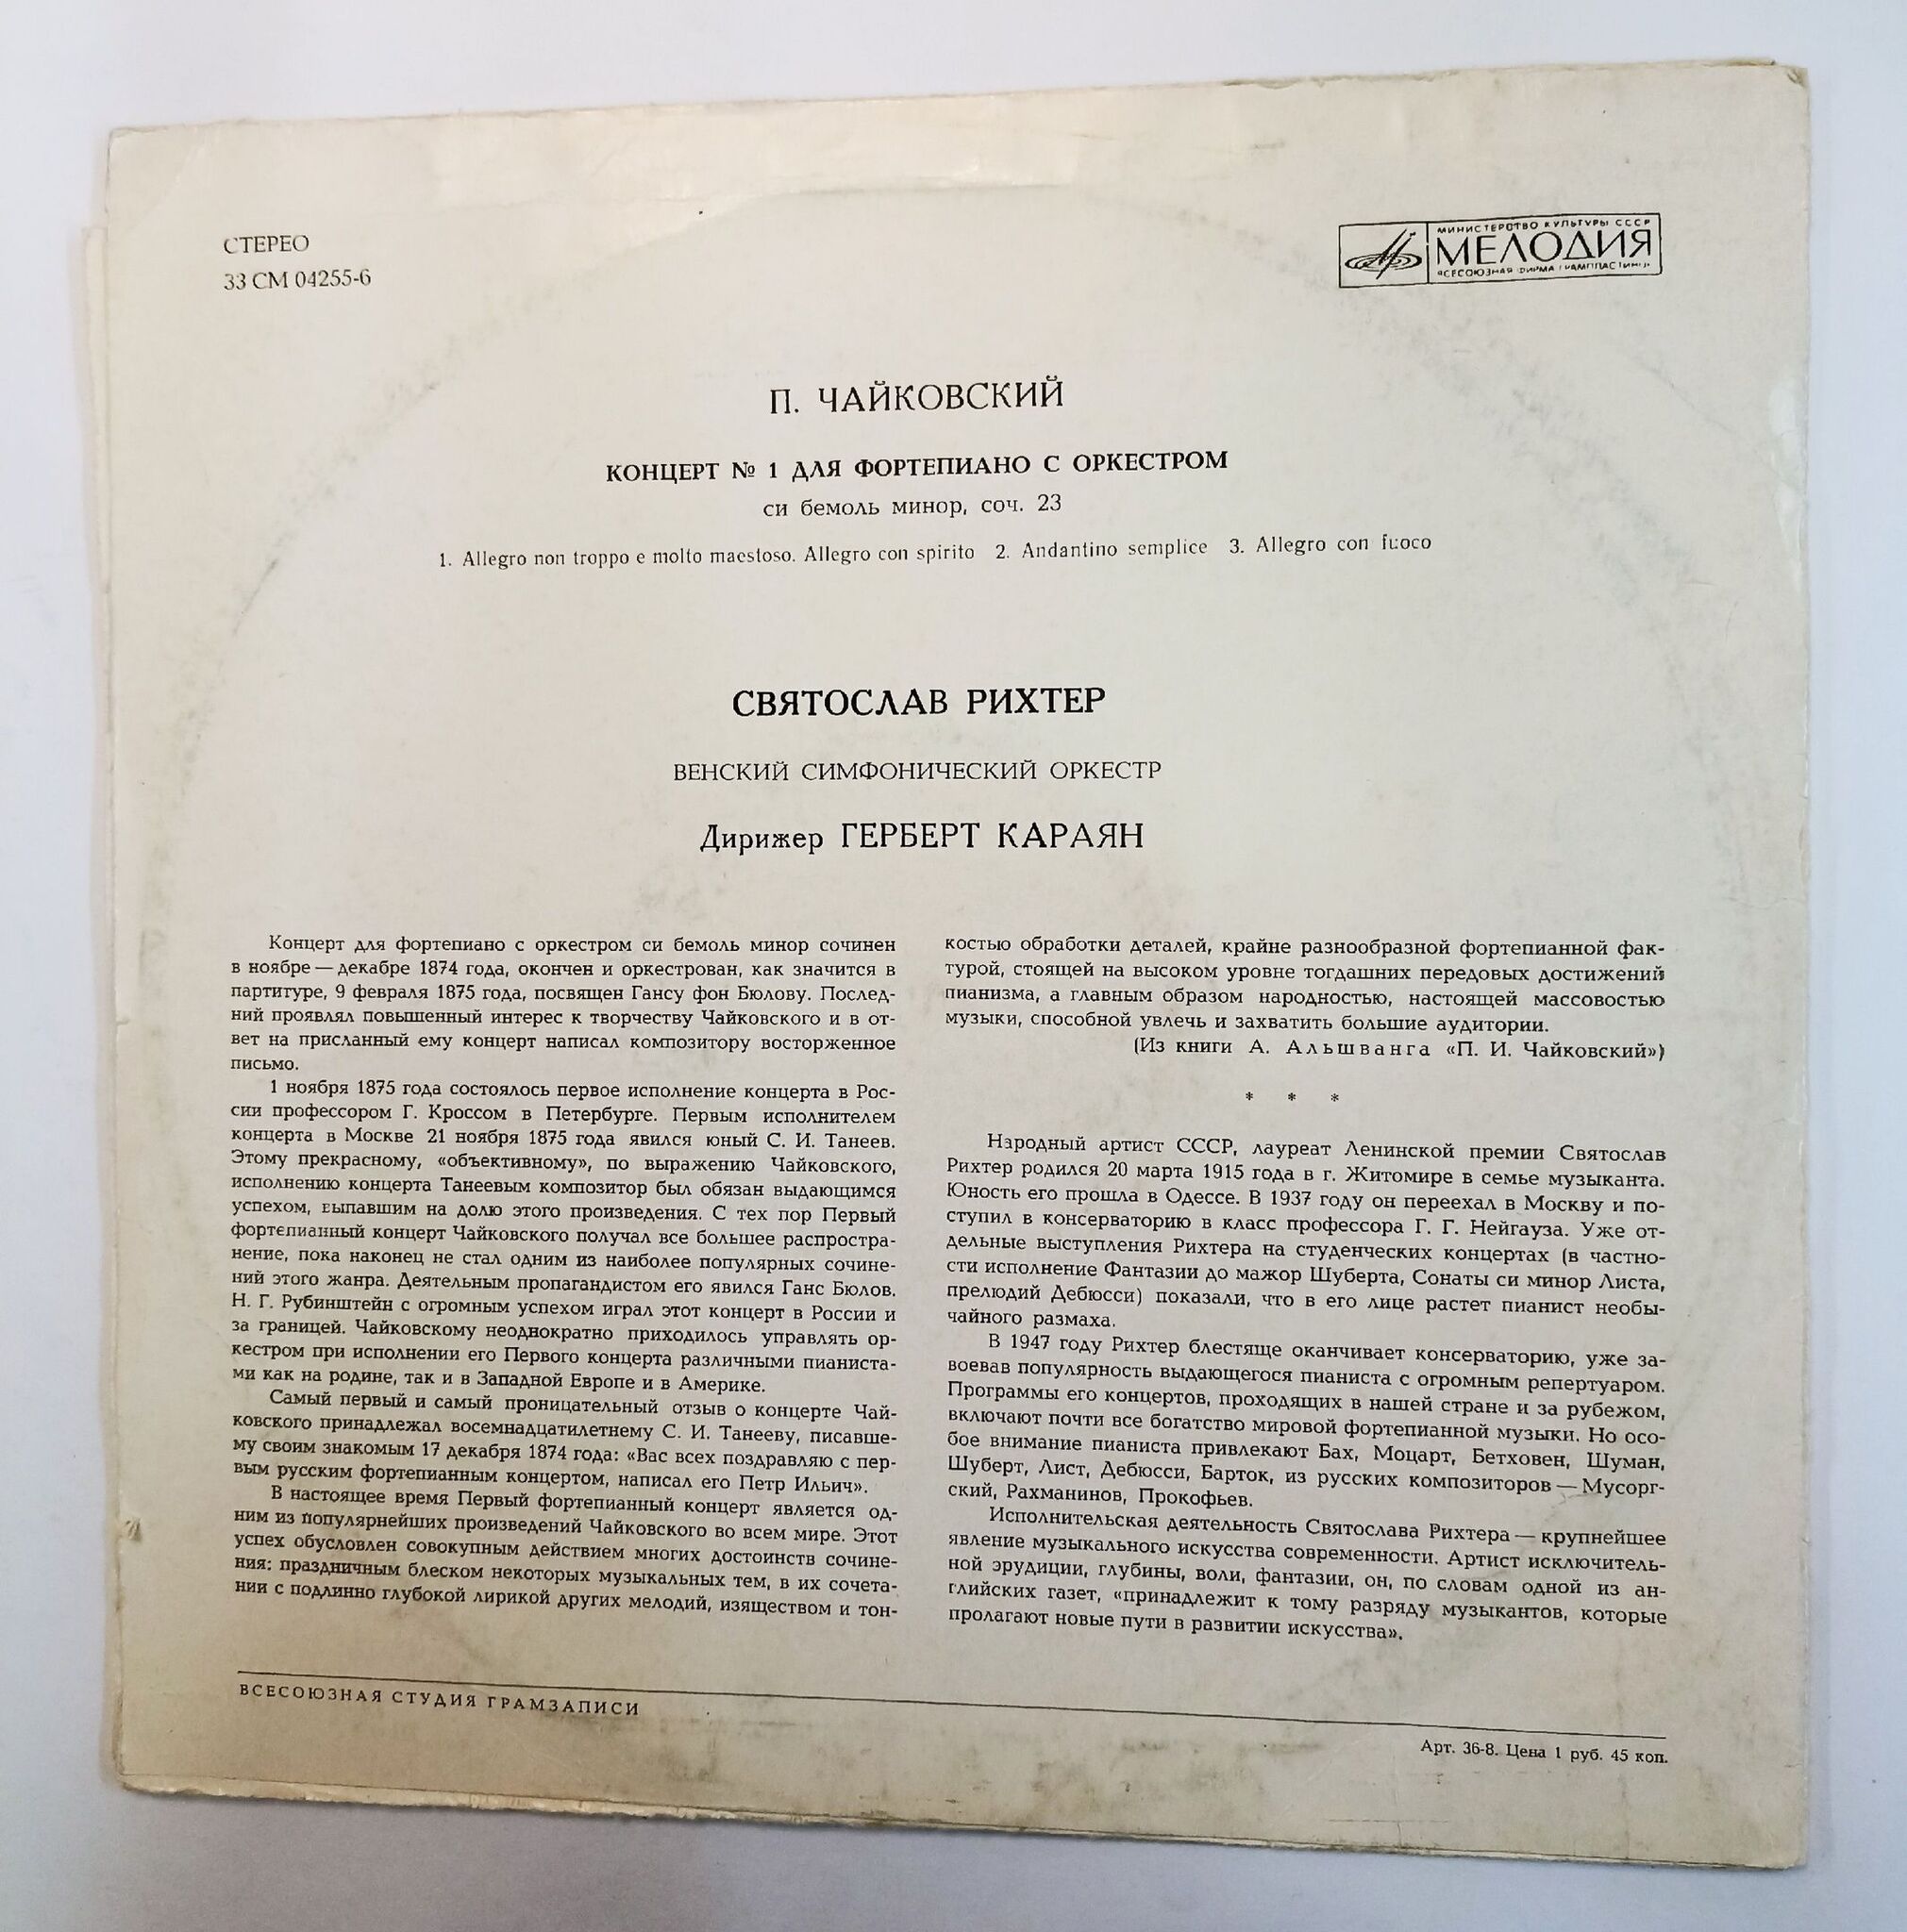 СТЕРЕО
33 СМ 04255-6
МИНИСТЕРСТВО КУЛЬТУРЫ СССР
МЕЛОДИЯ
ВСЕСОЮЗНАЯ ФИРМА ГРАМПЛАСТИНОК
П. ЧАЙКОВСКИЙ
КОНЦЕРТ № 1 ДЛЯ ФОРТЕПИАНО С ОРКЕСТРОМ
си бемоль минор, соч. 23
1. Allegro non troppo e molto maestoso. Allegro con spirito 2. Andantino semplice 3. Allegro con fuoco
СВЯТОСЛАВ РИХТЕР
ВЕНСКИЙ СИМФОНИЧЕСКИЙ ОРКЕСТР
Дирижер ГЕРБЕРТ КАРАЯН
Концерт для фортепиано с оркестром си бемоль минор сочинен
в ноябре — декабре 1874 года, окончен и оркестрован, как значится в
партитуре, 9 февраля 1875 года, посвящен Гансу фон Бюлову. Послед-
ний проявлял повышенный интерес к творчеству Чайковского и в от-
вет на присланный ему концерт написал композитору восторженное
письмо.
1 ноября 1875 года состоялось первое исполнение концерта в Рос-
сии профессором Г. Кроссом в Петербурге. Первым исполнителем
концерта в Москве 21 ноября 1875 года явился юный С. И. Танеев.
Этому прекрасному, «объективному», по выражению Чайковского,
исполнению концерта Танеевым композитор был обязан выдающимся
успехом, выпавшим на долю этого произведения. С тех пор Первый
фортепианный концерт Чайковского получал все большее распростра-
нение, пока наконец не стал одним из наиболее популярных сочине-
ний этого жанра. Деятельным пропагандистом его явился Ганс Бюлов.
Н. Г. Рубинштейн с огромным успехом играл этот концерт в России и
за границей. Чайковскому неоднократно приходилось управлять ор-
кестром при исполнении его Первого концерта различными пианиста-
ми как на родине, так и в Западной Европе и в Америке.
Самый первый и самый проницательный отзыв о концерте Чай-
ковского принадлежал восемнадцатилетнему С. И. Танееву, писавше-
му своим знакомым 17 декабря 1874 года: «Вас всех поздравляю с пер-
вым русским фортепианным концертом, написал его Петр Ильич».
В настоящее время Первый фортепианный концерт является од-
ним из популярнейших произведений Чайковского во всем мире. Этот
успех обусловлен совокупным действием многих достоинств сочине-
ния: праздничным блеском некоторых музыкальных тем, в их сочета-
нии с подлинно глубокой лирикой других мелодий, изяществом и тон-
костью обработки деталей, крайне разнообразной фортепианной фак-
турой, стоящей на высоком уровне тогдашних передовых достижений
пианизма, а главным образом народностью, настоящей массовостью
музыки, способной увлечь и захватить большие аудитории.
(Из книги А. Альшванга «П. И. Чайковский»)
* * *
Народный артист СССР, лауреат Ленинской премии Святослав
Рихтер родился 20 марта 1915 года в г. Житомире в семье музыканта.
Юность его прошла в Одессе. В 1937 году он переехал в Москву и по-
ступил в консерваторию в класс профессора Г. Г. Нейгауза. Уже от-
дельные выступления Рихтера на студенческих концертах (в частно-
сти исполнение Фантазии до мажор Шуберта, Сонаты си минор Листа,
прелюдий Дебюсси) показали, что в его лице растет пианист необы-
чайного размаха.
В 1947 году Рихтер блестяще оканчивает консерваторию, уже за-
воевав популярность выдающегося пианиста с огромным репертуаром.
Программы его концертов, проходящих в нашей стране и за рубежом,
включают почти все богатство мировой фортепианной музыки. Но осо-
бое внимание пианиста привлекают Бах, Моцарт, Бетховен, Шуман,
Шуберт, Лист, Дебюсси, Барток, из русских композиторов — Мусорг-
ский, Рахманинов, Прокофьев.
Исполнительская деятельность Святослава Рихтера — крупнейшее
явление музыкального искусства современности. Артист исключитель-
ной эрудиции, глубины, воли, фантазии, он, по словам одной из ан-
глийских газет, «принадлежит к тому разряду музыкантов, которые
пролагают новые пути в развитии искусства».
ВСЕСОЮЗНАЯ СТУДИЯ ГРАМЗАПИСИ
Арт. 36-8. Цена 1 руб. 45 коп.